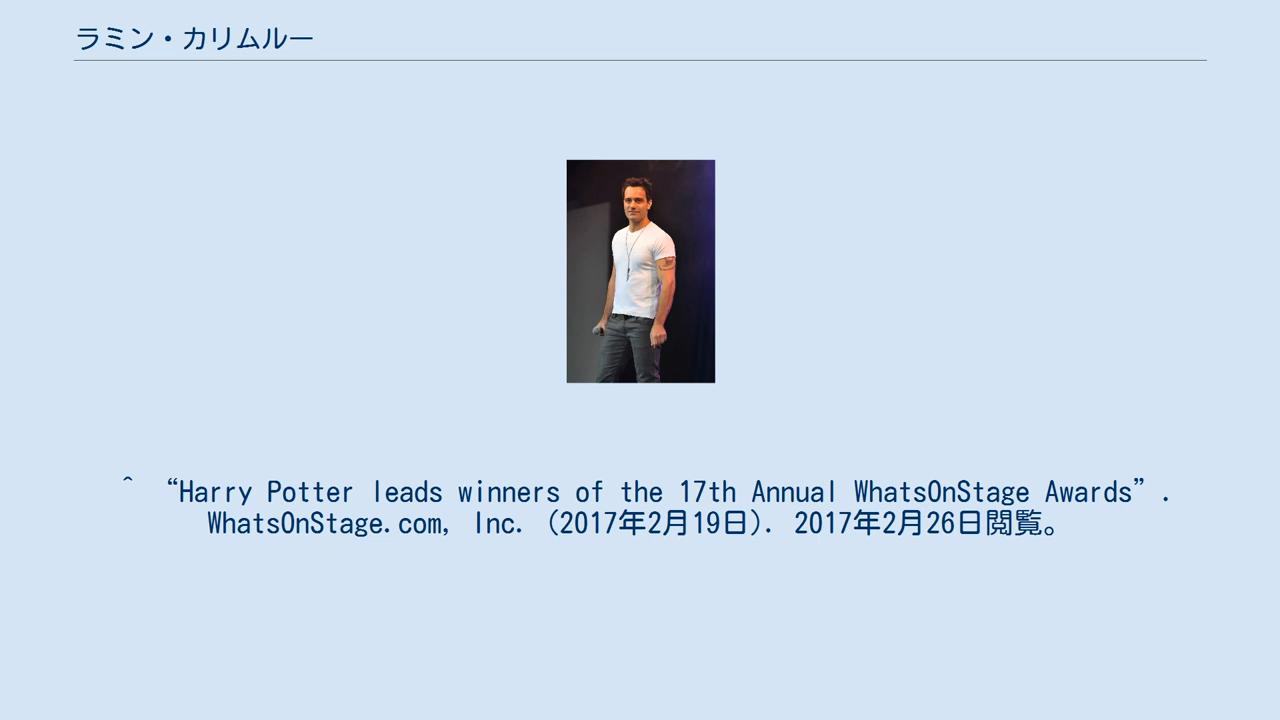 ラミン・カリムルー
^ “Harry Potter leads winners of the 17th Annual WhatsOnStage Awards”.
WhatsOnStage.com, Inc. (2017年2月19日). 2017年2月26日閲覧。